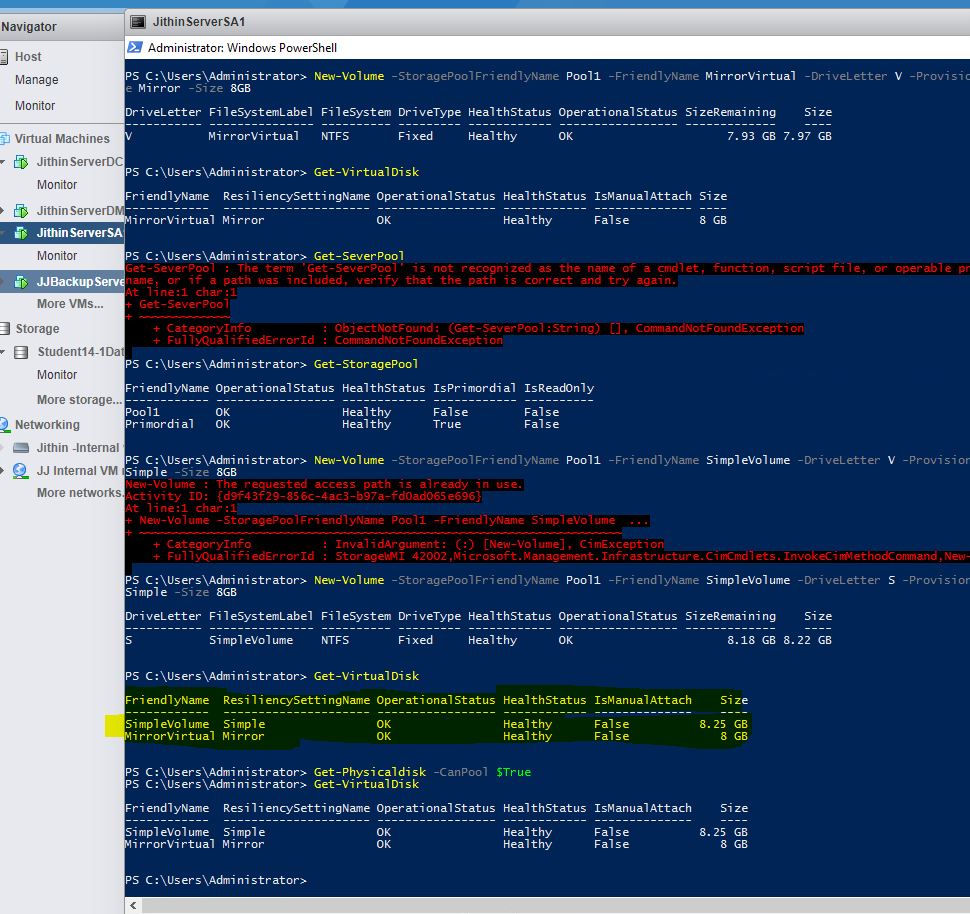 JithinServerSA1
Navigator
Administrator: Windows PowerShell
Host
Manage
Monitor
Virtual Machines
JithinServerDC
Monitor
JithinServerDM
JithinServerSA
Monitor
JJBackupServe
More VMs...
Storage
Student14-1Dat
Monitor
More storage...
Networking
Jithin -Internal
JJ Internal VM
More networks.
PS C:\Users\Administrator> New-Volume -StoragePoolFriendlyName Pool1 -FriendlyName MirrorVirtual -DriveLetter V -Provisio
e Mirror -Size 8GB
DriveLetter FileSystemLabel FileSystem DriveType HealthStatus OperationalStatus SizeRemaining Size
----------- --------------- ---------- --------- ------------ ----------------- ------------- ----
V MirrorVirtual NTFS Fixed Healthy OK 7.93 GB 7.97 GB
PS C:\Users\Administrator> Get-VirtualDisk
FriendlyName ResiliencySettingName OperationalStatus HealthStatus IsManualAttach Size
------------ --------------------- ----------------- ------------ -------------- ----
MirrorVirtual Mirror OK Healthy False 8 GB
PS C:\Users\Administrator> Get-SeverPool
Get-SeverPool : The term 'Get-SeverPool' is not recognized as the name of a cmdlet, function, script file, or operable pr
name, or if a path was included, verify that the path is correct and try again.
At line:1 char:1
+ Get-SeverPool
+ ~~~~~~~~~~~~~
+ CategoryInfo : ObjectNotFound: (Get-SeverPool:String) [], CommandNotFoundException
+ FullyQualifiedErrorId : CommandNotFoundException
PS C:\Users\Administrator> Get-StoragePool
FriendlyName OperationalStatus HealthStatus IsPrimordial IsReadOnly
------------ ----------------- ------------ ------------ ----------
Pool1 OK Healthy False False
Primordial OK Healthy True False
PS C:\Users\Administrator> New-Volume -StoragePoolFriendlyName Pool1 -FriendlyName SimpleVolume -DriveLetter V -Provision
Simple -Size 8GB
New-Volume : The requested access path is already in use.
Activity ID: {d9f43f29-856c-4ac3-b97a-fd0ad065e696}
At line:1 char:1
+ New-Volume -StoragePoolFriendlyName Pool1 -FriendlyName SimpleVolume ...
+ ~~~~~~~~~~~~~~~~~~~~~~~~~~~~~~~~~~~~~~~~~~~~~~~~~~~~~~~~~~~~~~~~~~~~~
+ CategoryInfo : InvalidArgument: (:) [New-Volume], CimException
+ FullyQualifiedErrorId : StorageWMI 42002,Microsoft.Management.Infrastructure.CimCmdlets.InvokeCimMethodCommand,New-
PS C:\Users\Administrator> New-Volume -StoragePoolFriendlyName Pool1 -FriendlyName SimpleVolume -DriveLetter S -Provision
Simple -Size 8GB
DriveLetter FileSystemLabel FileSystem DriveType HealthStatus OperationalStatus SizeRemaining Size
----------- --------------- ---------- --------- ------------ ----------------- ------------- ----
S SimpleVolume NTFS Fixed Healthy OK 8.18 GB 8.22 GB
PS C:\Users\Administrator> Get-VirtualDisk
FriendlyName ResiliencySettingName OperationalStatus HealthStatus IsManualAttach Size
------------ --------------------- ----------------- ------------ -------------- ----
SimpleVolume Simple OK Healthy False 8.25 GB
MirrorVirtual Mirror OK Healthy False 8 GB
PS C:\Users\Administrator> Get-Physicaldisk -CanPool $True
PS C:\Users\Administrator> Get-VirtualDisk
FriendlyName ResiliencySettingName OperationalStatus HealthStatus IsManualAttach Size
------------ --------------------- ----------------- ------------ -------------- ----
SimpleVolume Simple OK Healthy False 8.25 GB
MirrorVirtual Mirror OK Healthy False 8 GB
PS C:\Users\Administrator>